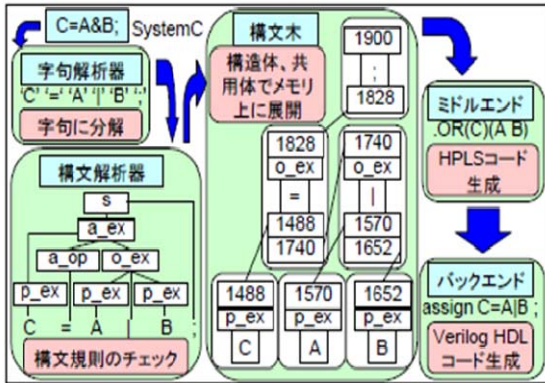 C=A&B;
SystemC
字句解析器
'C' '=' 'A' '|' 'B' ';'
字句に分解
構文解析器
s
a_ex
a_op
o_ex
p_ex
p_ex
p_ex
C = A | B ;
構文規則のチェック
構文木
構造体、共
用体でメモリ
上に展開
1900
;
1828
1828
o_ex
=
1488
1740
1740
o_ex
|
1570
1652
1488
p_ex
C
1570
p_ex
A
1652
p_ex
B
ミドルエンド
.OR(C)(A B)
HPLSコード
生成
バックエンド
assign C=A|B ;
Verilog HDL
コード生成